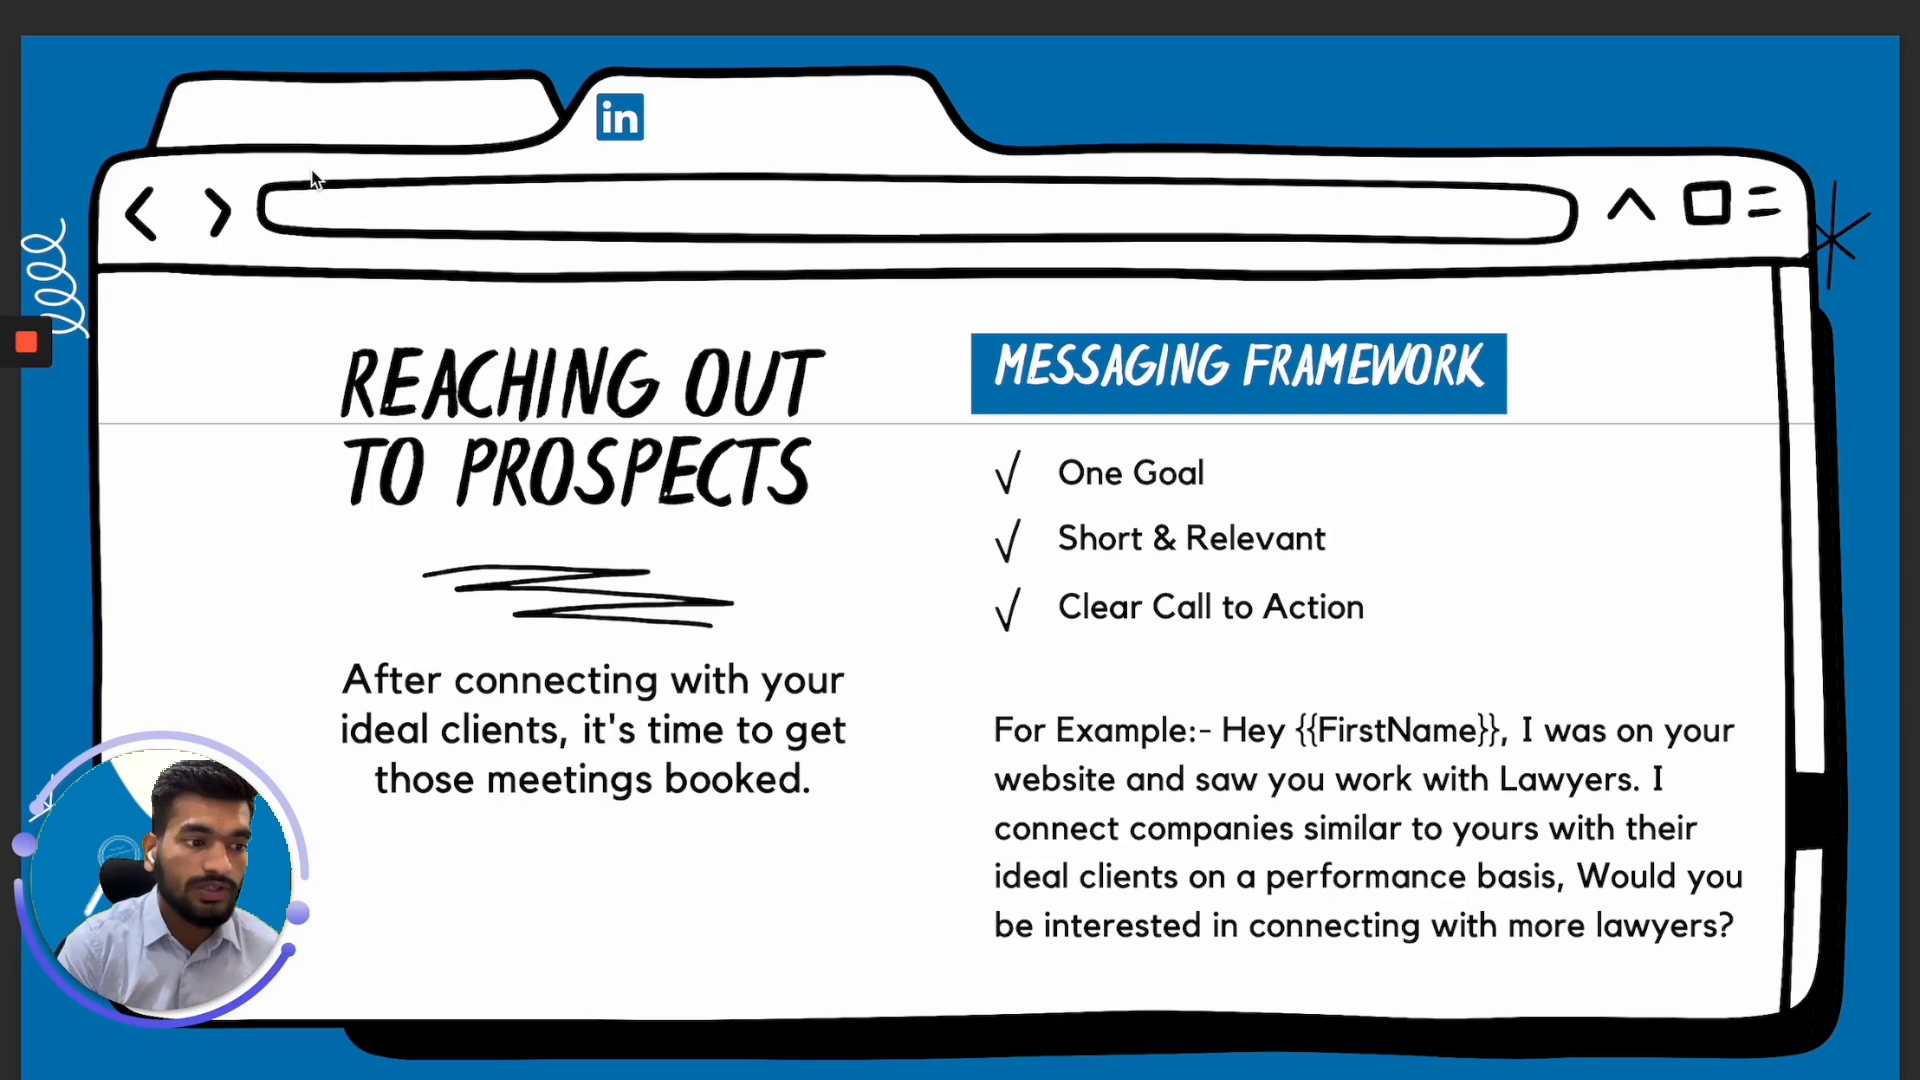 in
REACHING OUT
TO PROSPECTS
After connecting with your
ideal clients, it's time to get
those meetings booked.
MESSAGING FRAMEWORK
√ One Goal
√ Short & Relevant
√ Clear Call to Action
For Example:- Hey {{FirstName}}, I was on your
website and saw you work with Lawyers. I
connect companies similar to yours with their
ideal clients on a performance basis, Would you
be interested in connecting with more lawyers?